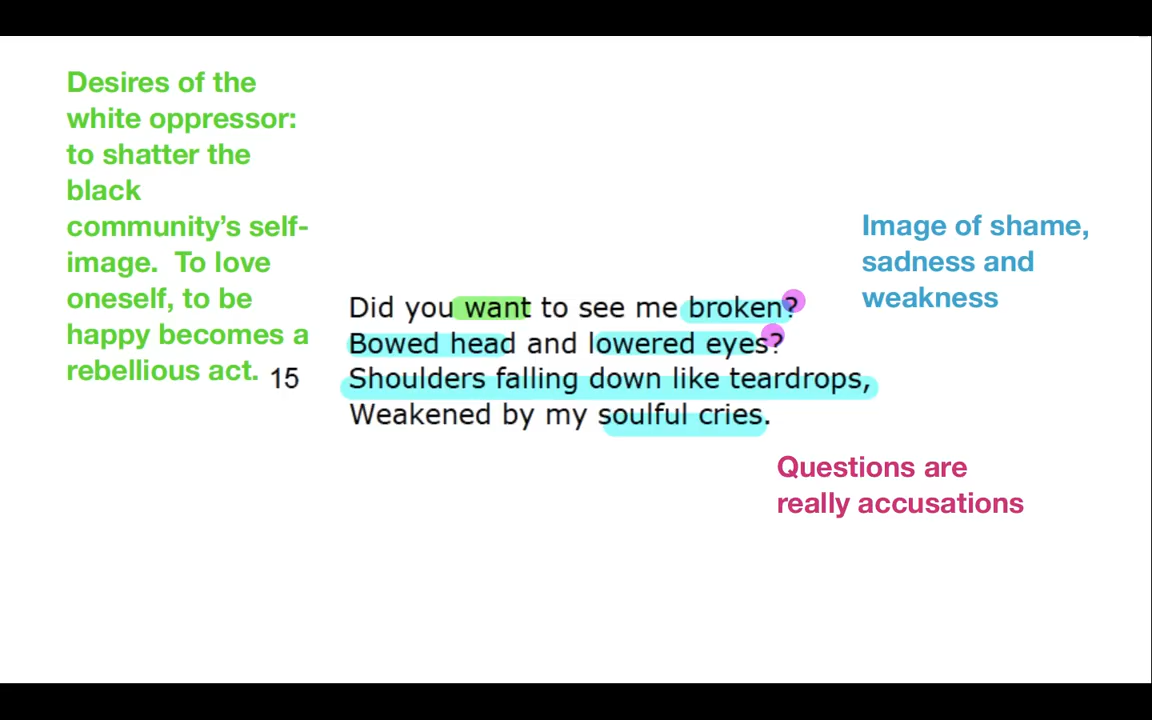 Desires of the
white oppressor:
to shatter the
black
community’s self-
image.  To love
oneself, to be
happy becomes a
rebellious act.
Did you want to see me broken?
Bowed head and lowered eyes?
15 Shoulders falling down like teardrops,
Weakened by my soulful cries.
Image of shame,
sadness and
weakness
Questions are
really accusations